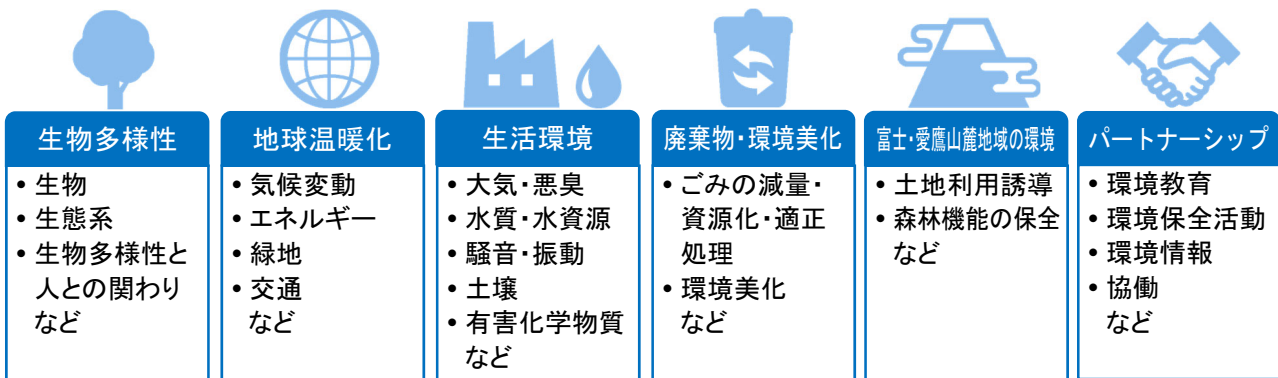 生物多様性
• 生物
• 生態系
• 生物多様性と
人との関わり
など
地球温暖化
• 気候変動
• エネルギー
• 緑地
• 交通
など
生活環境
• 大気・悪臭
• 水質・水資源
• 騒音・振動
• 土壌
• 有害化学物質
など
廃棄物・環境美化
• ごみの減量・
資源化・適正
処理
• 環境美化
など
富士・愛鷹山麓地域の環境
• 土地利用誘導
• 森林機能の保全
など
パートナーシップ
• 環境教育
• 環境保全活動
• 環境情報
• 協働
など